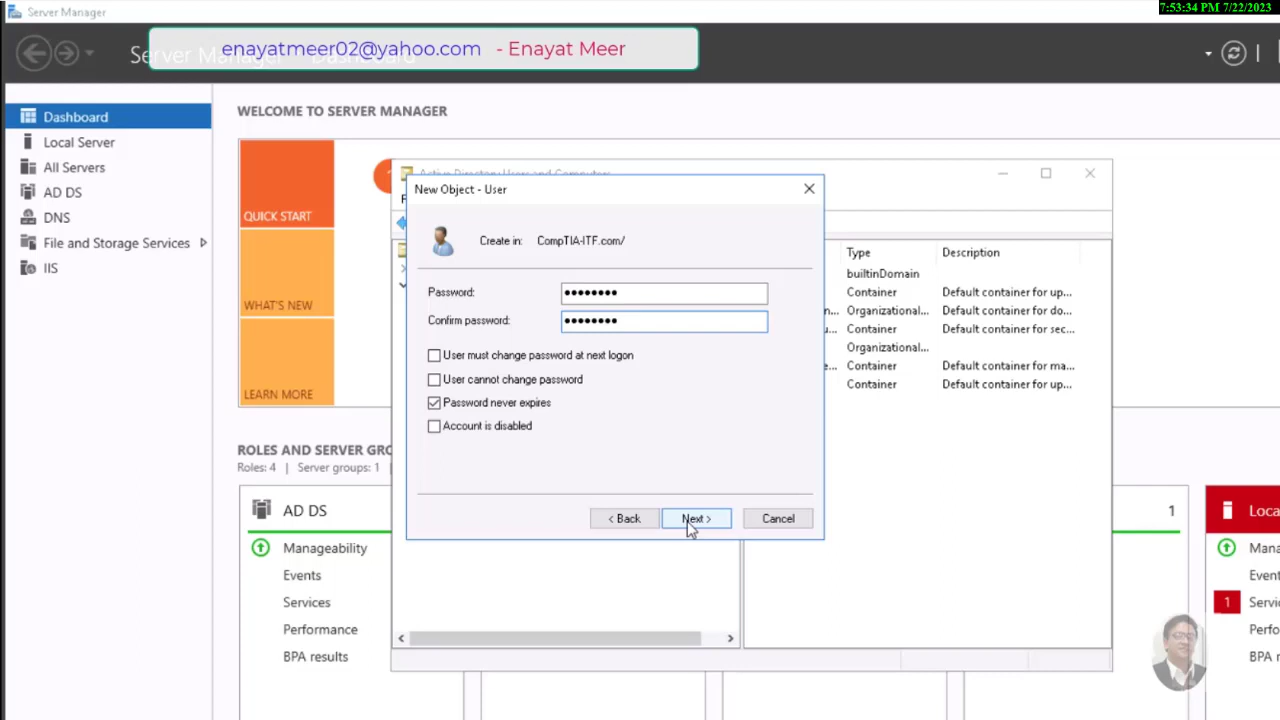 Server Manager
7:53:34 PM 7/22/2023
enayatmeer02@yahoo.com - Enayat Meer
Dashboard
Local Server
All Servers
AD DS
DNS
File and Storage Services
IIS
WELCOME TO SERVER MANAGER
QUICK START
WHAT'S NEW
LEARN MORE
Active Directory Users and Computers
New Object - User
Create in: CompTIA-ITF.com/
Password:
Confirm password:
User must change password at next logon
User cannot change password
Password never expires
Account is disabled
< Back
Next >
Cancel
Type Description
builtinDomain
Container Default container for up...
Organizational... Default container for do...
Container Default container for sec...
Organizational...
Container Default container for ma...
Container Default container for up...
ROLES AND SERVER GRO
Roles: 4 | Server groups: 1
AD DS 1
Manageability
Events
Services
Performance
BPA results
Loca
Mana
Event
1 Servic
Perfo
BPA